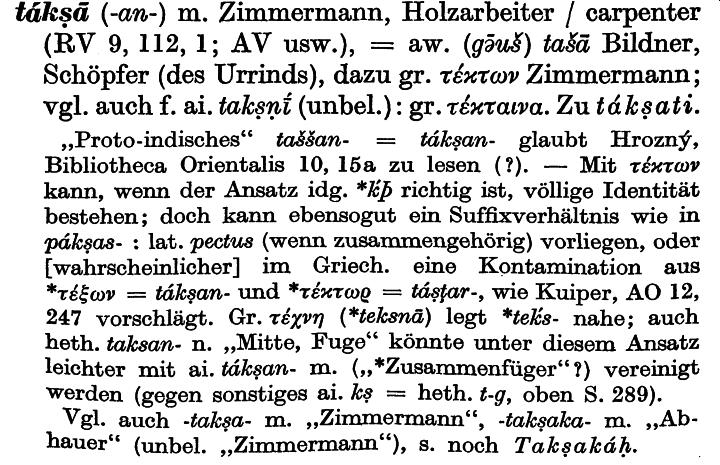 tákṣā (-an-) m. Zimmermann, Holzarbeiter / carpenter
(RV 9, 112, 1; AV usw.), = aw. (gə̄uš) tašā Bildner,
Schöpfer (des Urrinds), dazu gr. τέκτων Zimmermann;
vgl. auch f. ai. takṣṇī́ (unbel.) : gr. τέκταινα. Zu tákṣati.
„Proto-indisches“ taššan- = tákṣan- glaubt Hrozný,
Bibliotheca Orientalis 10, 15a zu lesen (?). — Mit τέκτων
kann, wenn der Ansatz idg. *k̑þ richtig ist, völlige Identität
bestehen; doch kann ebensogut ein Suffixverhältnis wie in
pákṣas- : lat. pectus (wenn zusammengehörig) vorliegen, oder
[wahrscheinlicher] im Griech. eine Kontamination aus
*τέξων = tákṣan- und *τέκτωρ = táṣṭar-, wie Kuiper, AO 12,
247 vorschlägt. Gr. τέχνη (*teksnā) legt *tek̑s- nahe; auch
heth. taksan- n. „Mitte, Fuge“ könnte unter diesem Ansatz
leichter mit ai. tákṣan- m. („*Zusammenfüger“?) vereinigt
werden (gegen sonstiges ai. kṣ = heth. t-g, oben S. 289).
Vgl. auch -takṣa- m. „Zimmermann“, -takṣaka- m. „Ab-
hauer“ (unbel. „Zimmermann“), s. noch Takṣakáḥ.